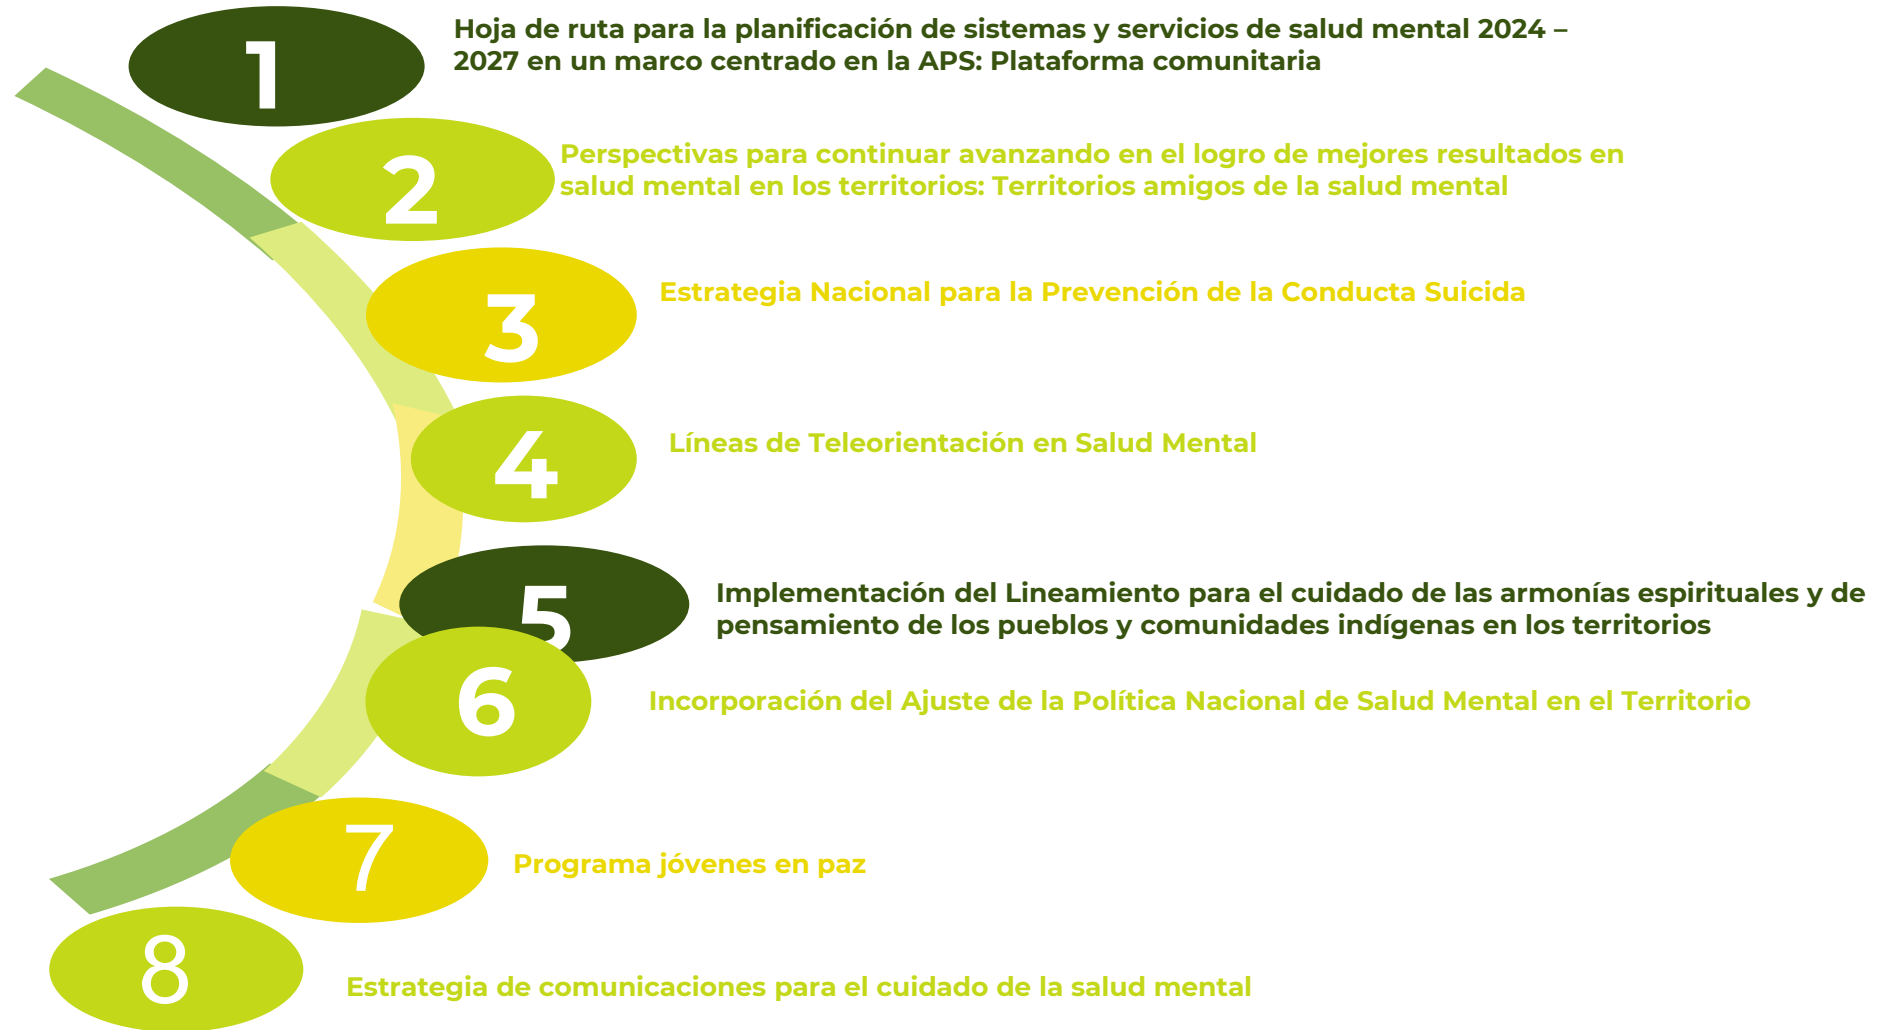 1
Hoja de ruta para la planificación de sistemas y servicios de salud mental 2024 –
2027 en un marco centrado en la APS: Plataforma comunitaria
2
Perspectivas para continuar avanzando en el logro de mejores resultados en
salud mental en los territorios: Territorios amigos de la salud mental
3
Estrategia Nacional para la Prevención de la Conducta Suicida
4
Líneas de Teleorientación en Salud Mental
5
Implementación del Lineamiento para el cuidado de las armonías espirituales y de
pensamiento de los pueblos y comunidades indígenas en los territorios
6
Incorporación del Ajuste de la Política Nacional de Salud Mental en el Territorio
7
Programa jóvenes en paz
8
Estrategia de comunicaciones para el cuidado de la salud mental